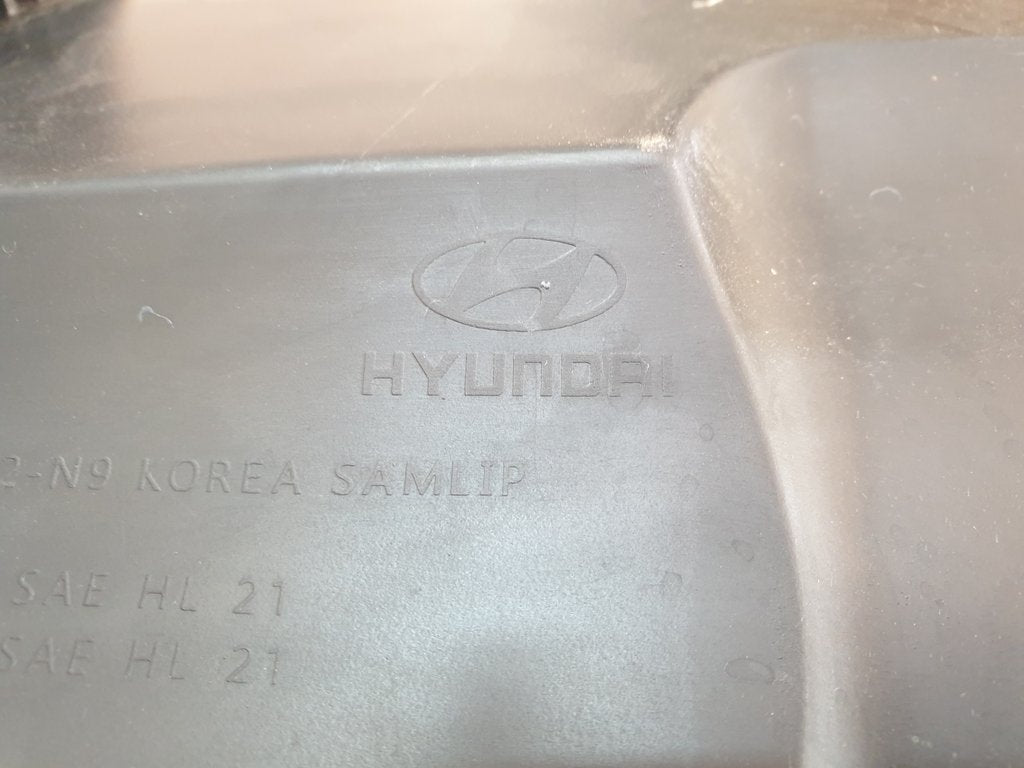 HYUNDAI
2-N9 KOREA SAMLIP
SAE HL 21
SAE HL 21